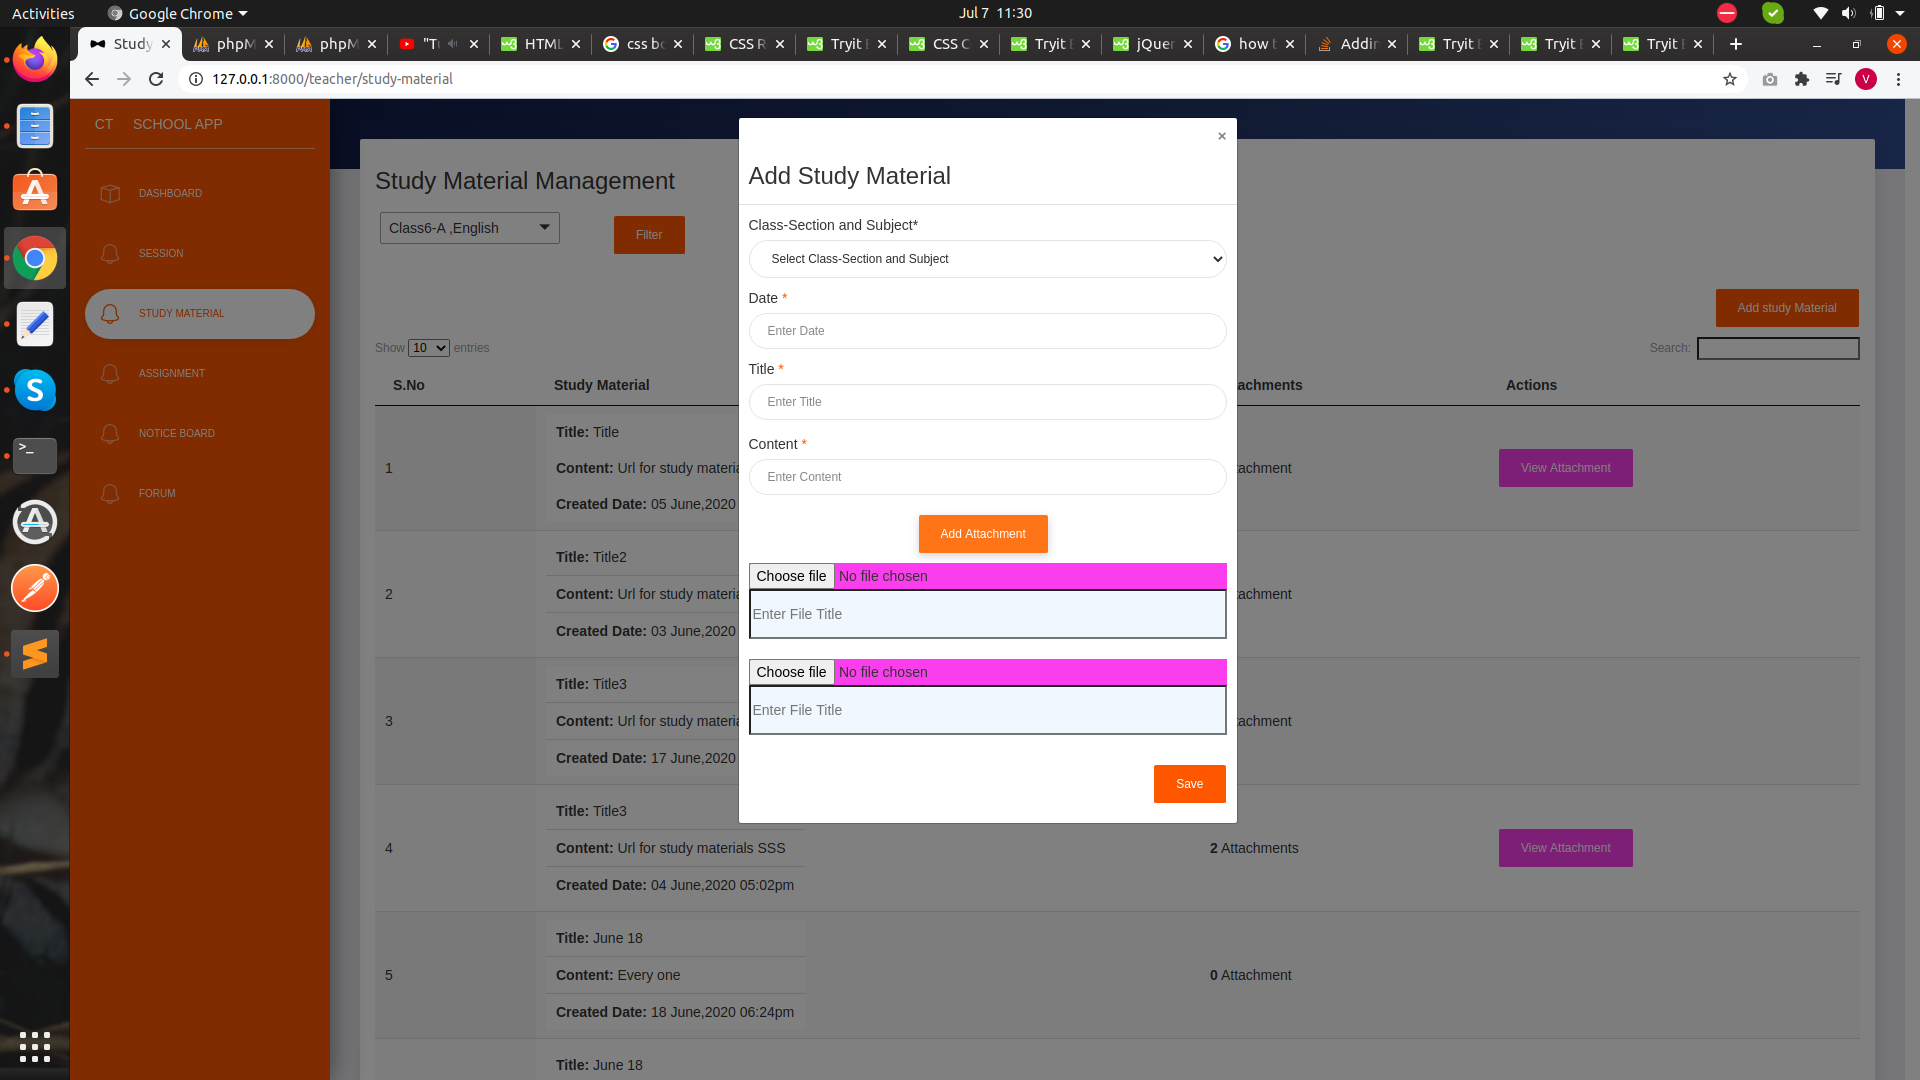 Activities
Google Chrome
Jul 7 11:30
Study
phpM
phpM
"Tu
HTML
css bo
CSS R
Tryit E
CSS C
Tryit E
jQuer
how t
Addin
Tryit E
Tryit E
Tryit E
127.0.0.1:8000/teacher/study-material
V
CT SCHOOL APP
DASHBOARD
SESSION
STUDY MATERIAL
ASSIGNMENT
NOTICE BOARD
FORUM
Study Material Management
Class6-A ,English
Filter
Add study Material
Show 10 entries
Search:
S.No
Study Material
achments
Actions
1
Title: Title
Content: Url for study materia
Created Date: 05 June,2020
tachment
View Attachment
2
Title: Title2
Content: Url for study materia
Created Date: 03 June,2020
tachment
3
Title: Title3
Content: Url for study materia
Created Date: 17 June,2020
tachment
4
Title: Title3
Content: Url for study materials SSS
Created Date: 04 June,2020 05:02pm
2 Attachments
View Attachment
5
Title: June 18
Content: Every one
Created Date: 18 June,2020 06:24pm
0 Attachment
Title: June 18
×
Add Study Material
Class-Section and Subject*
Select Class-Section and Subject
Date *
Enter Date
Title *
Enter Title
Content *
Enter Content
Add Attachment
Choose file No file chosen
Enter File Title
Choose file No file chosen
Enter File Title
Save